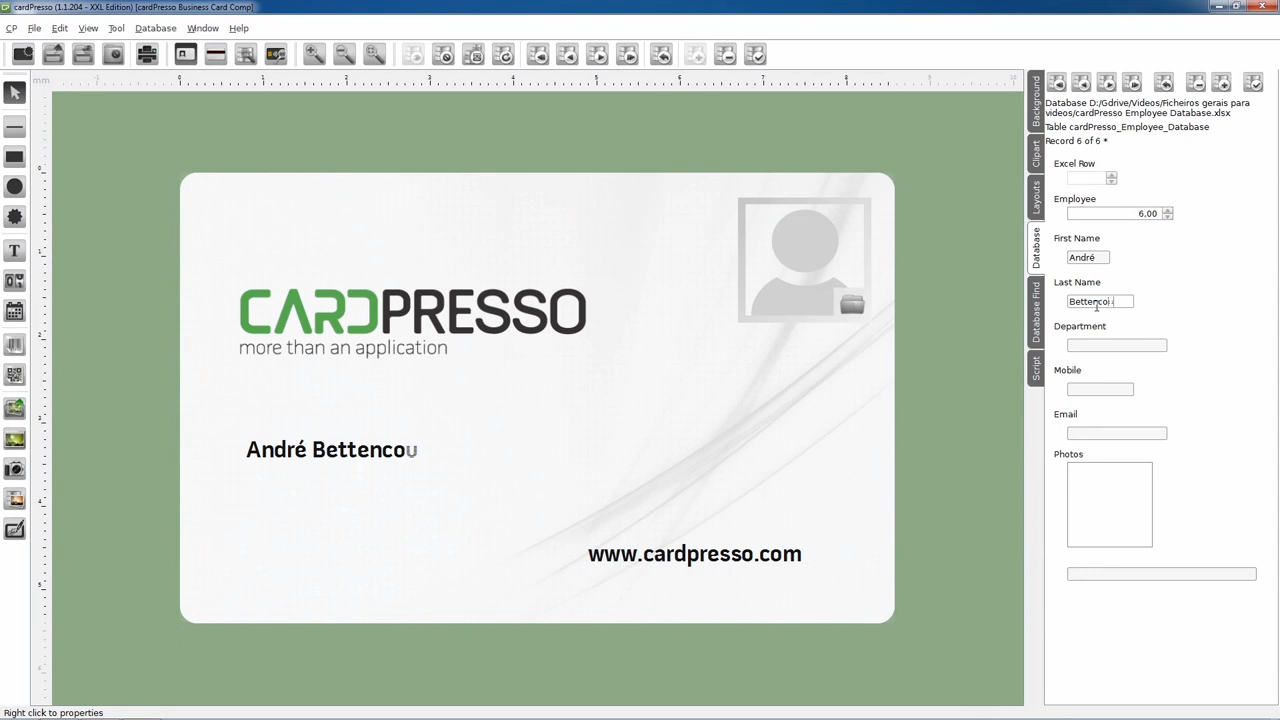 cardPresso (1.1.204 - XXL Edition) [cardPresso Business Card Comp]
CP File Edit View Tool Database Window Help
mm
Background
Clipart
Layouts
Database
Database Find
Script
Database D:/Gdrive/Videos/Ficheiros gerais para
videos/cardPresso Employee Database.xlsx
Table cardPresso_Employee_Database
Record 6 of 6 *
Excel Row
Employee
6,00
First Name
André
Last Name
Bettenco
Department
Mobile
Email
Photos
CARDPRESSO
more than an application
André Bettencou
www.cardpresso.com
Right click to properties